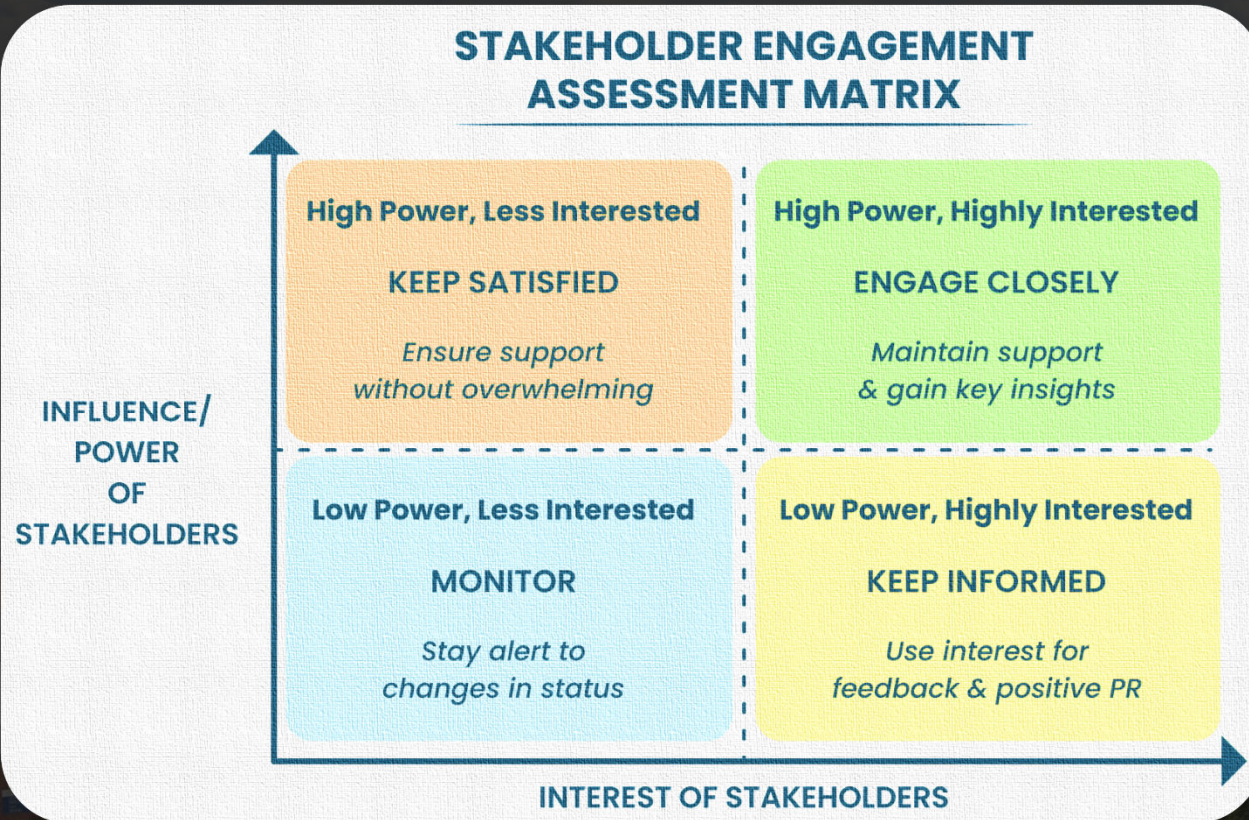 STAKEHOLDER ENGAGEMENT
ASSESSMENT MATRIX
High Power, Less Interested
KEEP SATISFIED
Ensure support
without overwhelming
High Power, Highly Interested
ENGAGE CLOSELY
Maintain support
& gain key insights
INFLUENCE/
POWER
OF
STAKEHOLDERS
Low Power, Less Interested
MONITOR
Stay alert to
changes in status
Low Power, Highly Interested
KEEP INFORMED
Use interest for
feedback & positive PR
INTEREST OF STAKEHOLDERS